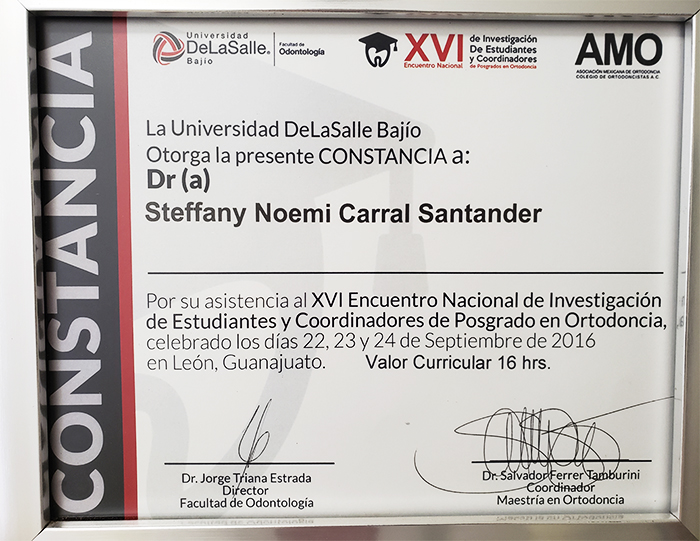 CONSTANCIA
Universidad
DeLaSalle®
Bajío
Facultad de
Odontología
XVI
Encuentro Nacional
de Investigación
De Estudiantes
y Coordinadores
de Posgrados en Ortodoncia
AMO
ASOCIACIÓN MEXICANA DE ORTODONCIA
COLEGIO DE ORTODONCISTAS A.C.
La Universidad DeLaSalle Bajío
Otorga la presente CONSTANCIA a:
Dr (a)
Steffany Noemi Carral Santander
Por su asistencia al XVI Encuentro Nacional de Investigación
de Estudiantes y Coordinadores de Posgrado en Ortodoncia,
celebrado los días 22, 23 y 24 de Septiembre de 2016
en León, Guanajuato. Valor Curricular 16 hrs.
Dr. Jorge Triana Estrada
Director
Facultad de Odontología
Dr. Salvador Ferrer Tamburini
Coordinador
Maestría en Ortodoncia